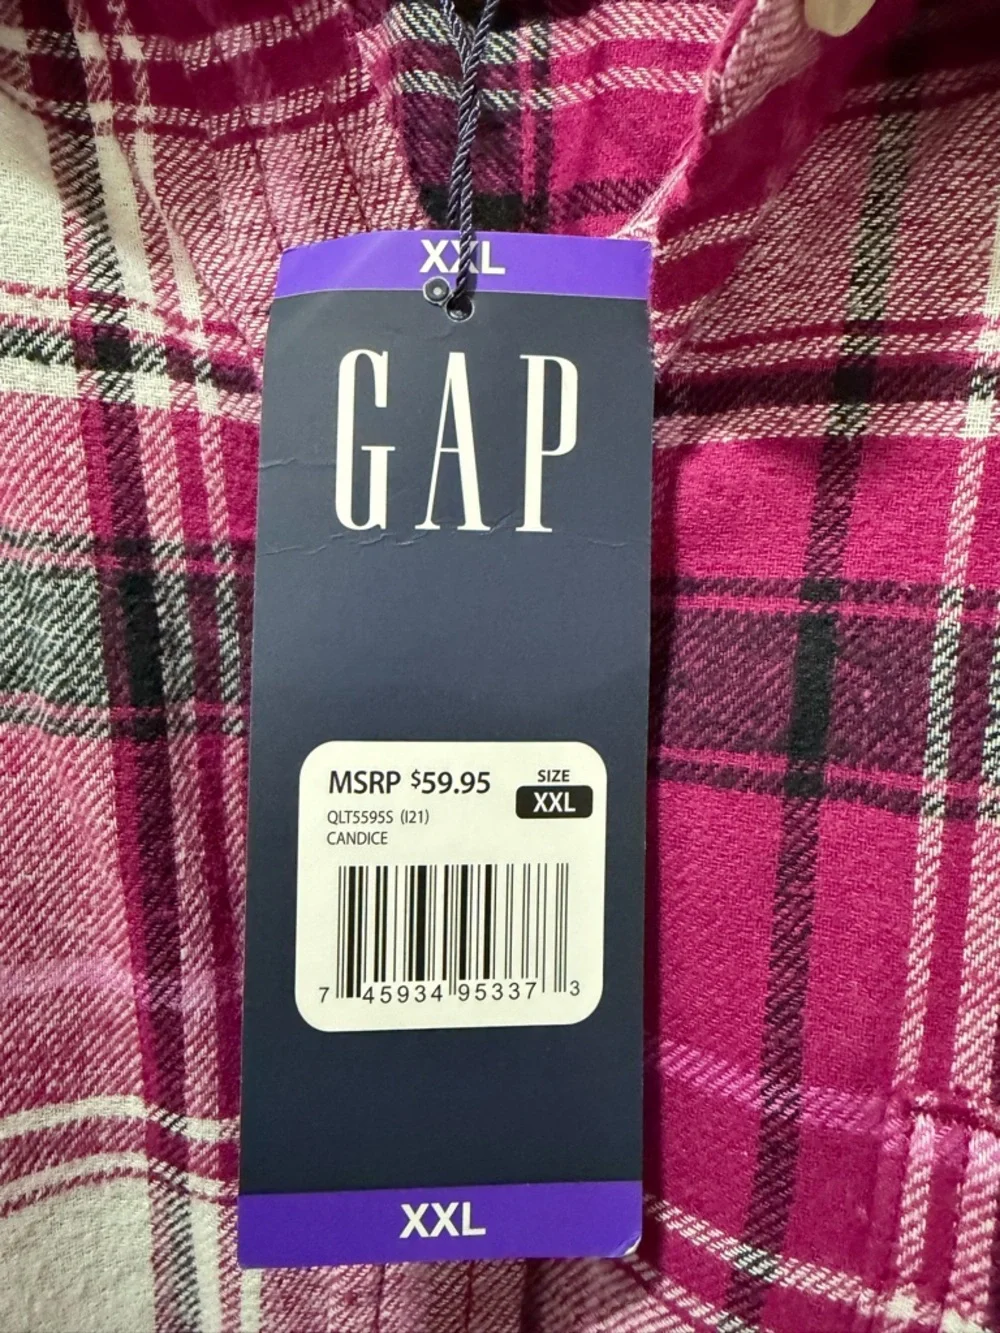 XXL
GAP
MSRP $59.95
SIZE
XXL
QLT5595S (I21)
CANDICE
7 45934 95337 3
XXL